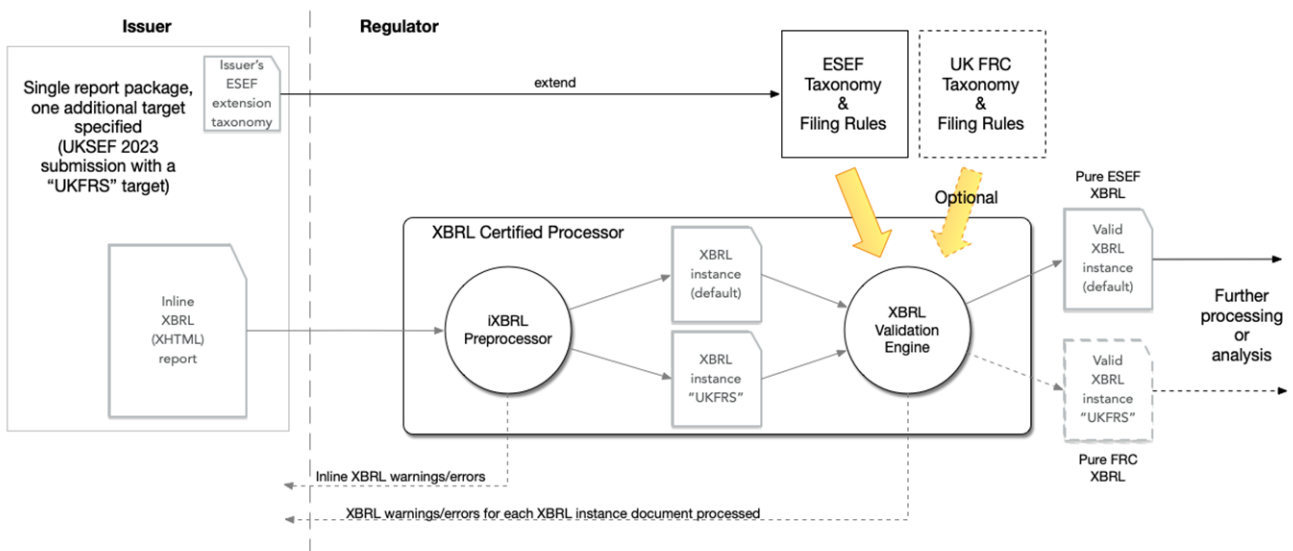 Issuer
Regulator
Single report package,
one additional target
specified
(UKSEF 2023
submission with a
“UKFRS” target)
Issuer’s
ESEF
extension
taxonomy
extend
ESEF
Taxonomy
&
Filing Rules
UK FRC
Taxonomy
&
Filing Rules
Optional
Inline
XBRL
(XHTML)
report
XBRL Certified Processor
iXBRL
Preprocessor
XBRL
instance
(default)
XBRL
instance
“UKFRS”
XBRL
Validation
Engine
Pure ESEF
XBRL
Valid
XBRL
instance
(default)
Further
processing
or
analysis
Valid
XBRL
instance
“UKFRS”
Pure FRC
XBRL
Inline XBRL warnings/errors
XBRL warnings/errors for each XBRL instance document processed